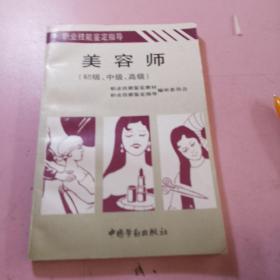 职业技能鉴定指导
美容师
（初级、中级、高级）
职业技能鉴定教材
职业技能鉴定指导 编审委员会
中国劳动出版社